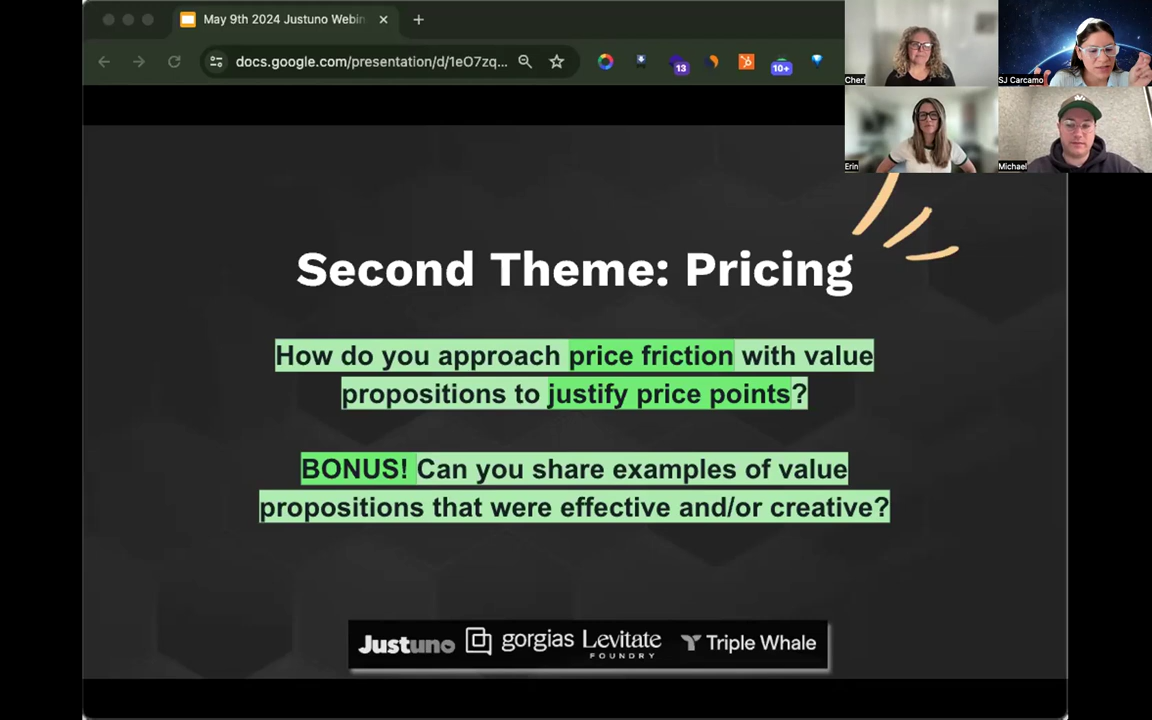 May 9th 2024 Justuno Webin
docs.google.com/presentation/d/1eO7zq...
13
10+
Cheri
SJ Carcamo
Erin
Michael
Second Theme: Pricing
How do you approach price friction with value
propositions to justify price points?
BONUS! Can you share examples of value
propositions that were effective and/or creative?
Justuno
gorgias
Levitate
FOUNDRY
Triple Whale